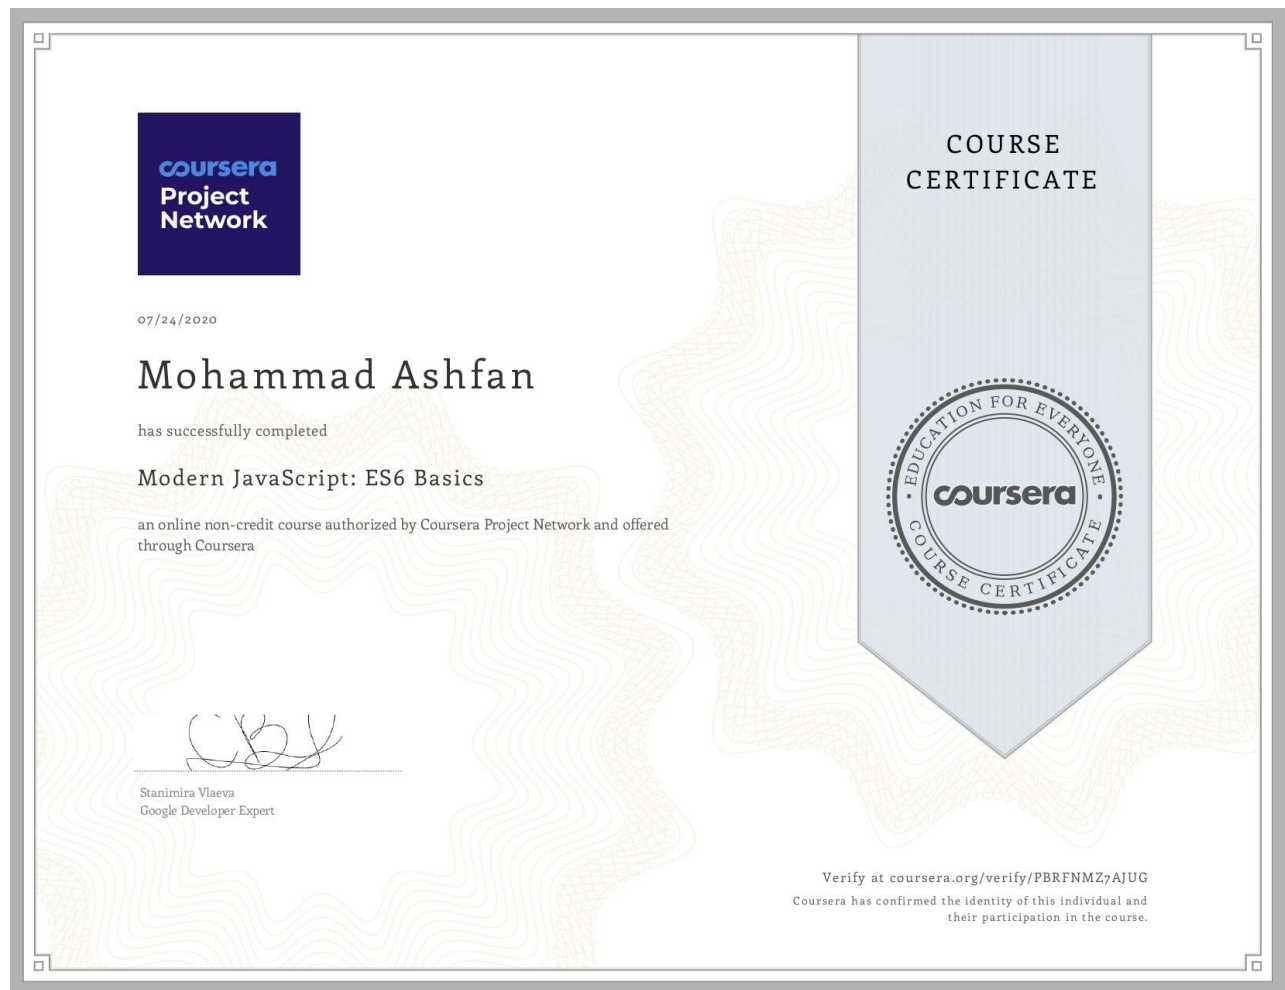 coursera
Project
Network
COURSE
CERTIFICATE
07/24/2020
Mohammad Ashfan
has successfully completed
Modern JavaScript: ES6 Basics
an online non-credit course authorized by Coursera Project Network and offered
through Coursera
EDUCATION FOR EVERYONE
coursera
COURSE CERTIFICATE
Stanimira Vlaeva
Google Developer Expert
Verify at coursera.org/verify/PBRFNMZ7AJUG
Coursera has confirmed the identity of this individual and
their participation in the course.